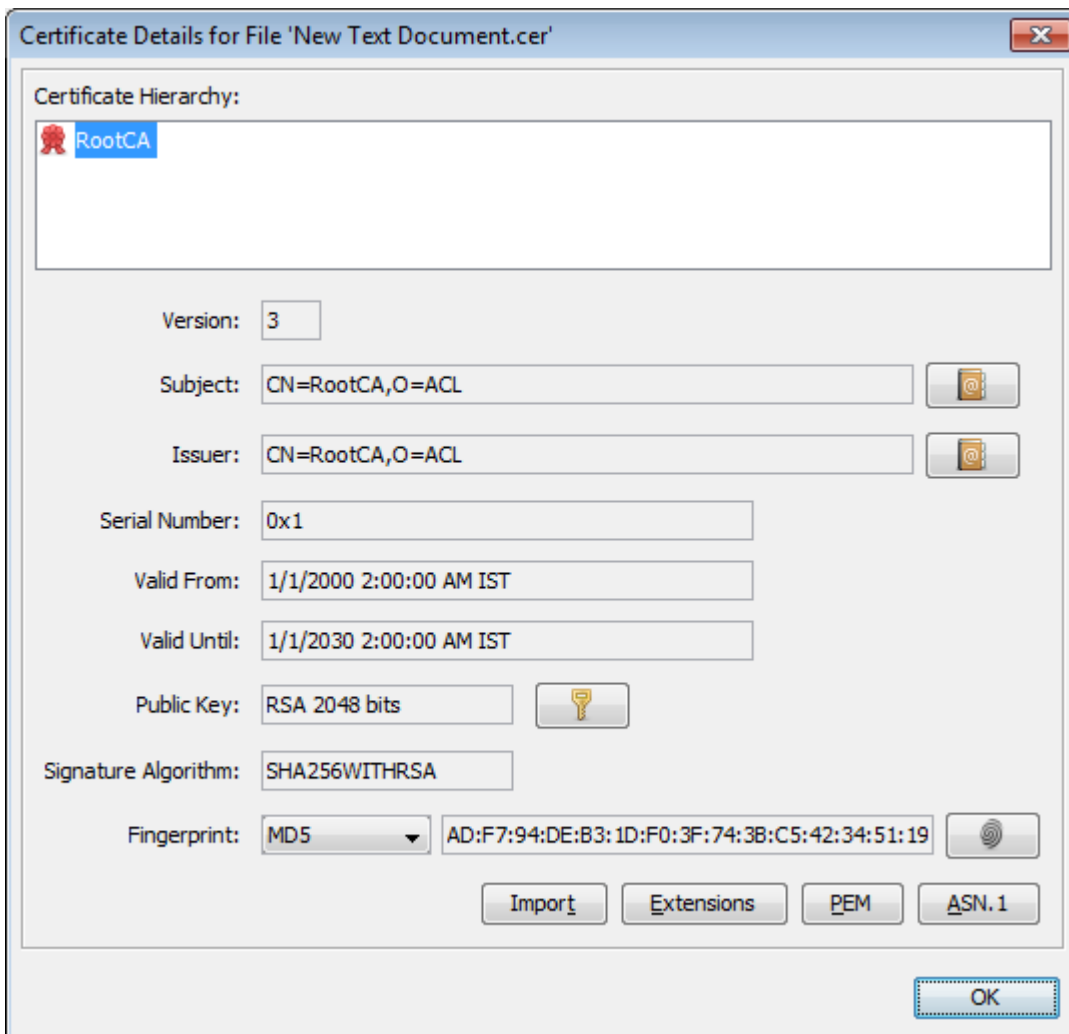 Certificate Details for File 'New Text Document.cer'
Certificate Hierarchy:
RootCA
Version: 3
Subject: CN=RootCA,O=ACL
Issuer: CN=RootCA,O=ACL
Serial Number: 0x1
Valid From: 1/1/2000 2:00:00 AM IST
Valid Until: 1/1/2030 2:00:00 AM IST
Public Key: RSA 2048 bits
Signature Algorithm: SHA256WITHRSA
Fingerprint: MD5 AD:F7:94:DE:B3:1D:F0:3F:74:3B:C5:42:34:51:19
Import Extensions PEM ASN.1
OK